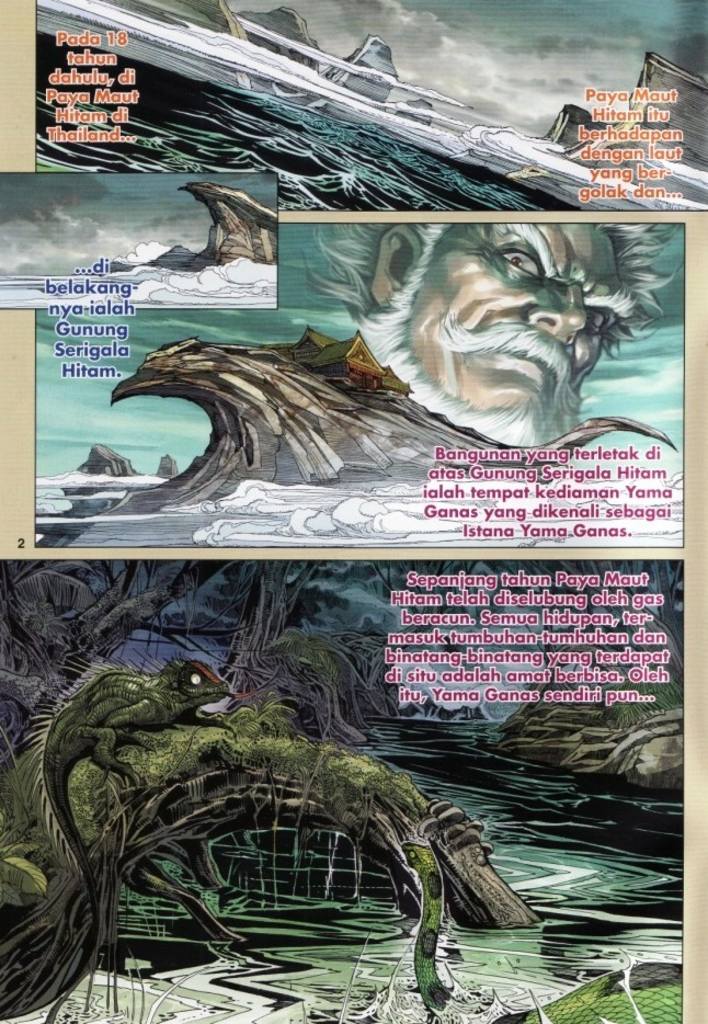 Pada 18
tahun
dahulu, di
Paya Maut
Hitam di
Thailand...
Paya Maut
Hitam itu
berhadapan
dengan laut
yang ber-
golak dan...
...di
belakang-
nya ialah
Gunung
Serigala
Hitam.
Bangunan yang terletak di
atas Gunung Serigala Hitam
ialah tempat kediaman Yama
Ganas yang dikenali sebagai
Istana Yama Ganas.
2
Sepanjang tahun Paya Maut
Hitam telah diselubung oleh gas
beracun. Semua hidupan, ter-
masuk tumbuhan-tumhuhan dan
binatang-binatang yang terdapat
di situ adalah amat berbisa. Oleh
itu, Yama Ganas sendiri pun...